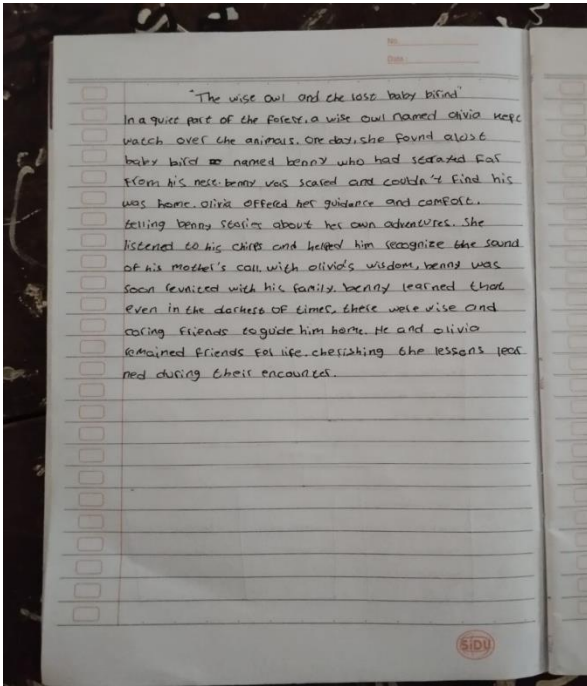 No.
Date :
"The wise owl and the lost baby birind"
In a quiet part of the forest, a wise owl named olivia kept
watch over the animals. One day, she found a lost
baby bird named benny who had strated far
from his nest. benny was scared and couldn't find his
was home. Olivia offered her guidance and comfort,
telling benny stories about her own adventures. She
listened to his chirps and helped him recognize the sound
of his mother's call. with olivia's wisdom, benny was
soon reunited with his family. benny learned that
even in the darkest of times, there were wise and
caring friends to guide him home. He and olivia
remained friends for life. cherishing the lessons lear
ned during their encounter.
SiDU